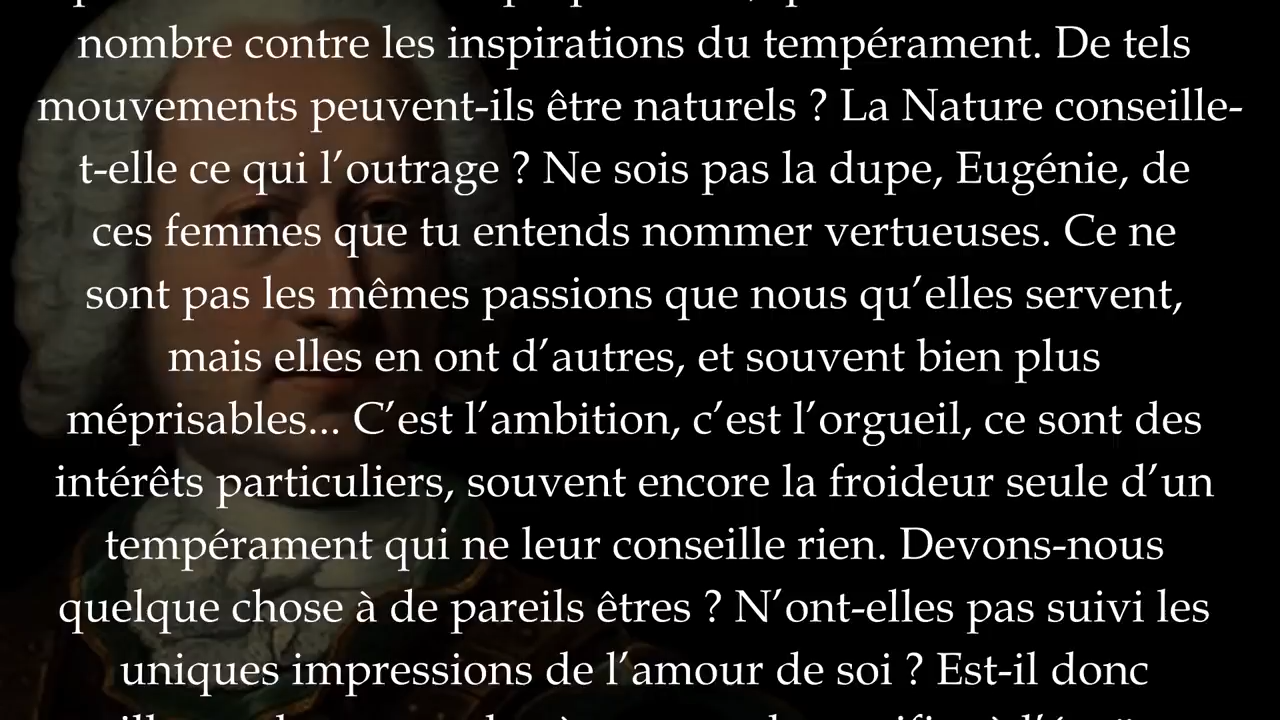 nombre contre les inspirations du tempérament. De tels
mouvements peuvent-ils être naturels ? La Nature conseille-
t-elle ce qui l’outrage ? Ne sois pas la dupe, Eugénie, de
ces femmes que tu entends nommer vertueuses. Ce ne
sont pas les mêmes passions que nous qu’elles servent,
mais elles en ont d’autres, et souvent bien plus
méprisables... C’est l’ambition, c’est l’orgueil, ce sont des
intérêts particuliers, souvent encore la froideur seule d’un
tempérament qui ne leur conseille rien. Devons-nous
quelque chose à de pareils êtres ? N’ont-elles pas suivi les
uniques impressions de l’amour de soi ? Est-il donc